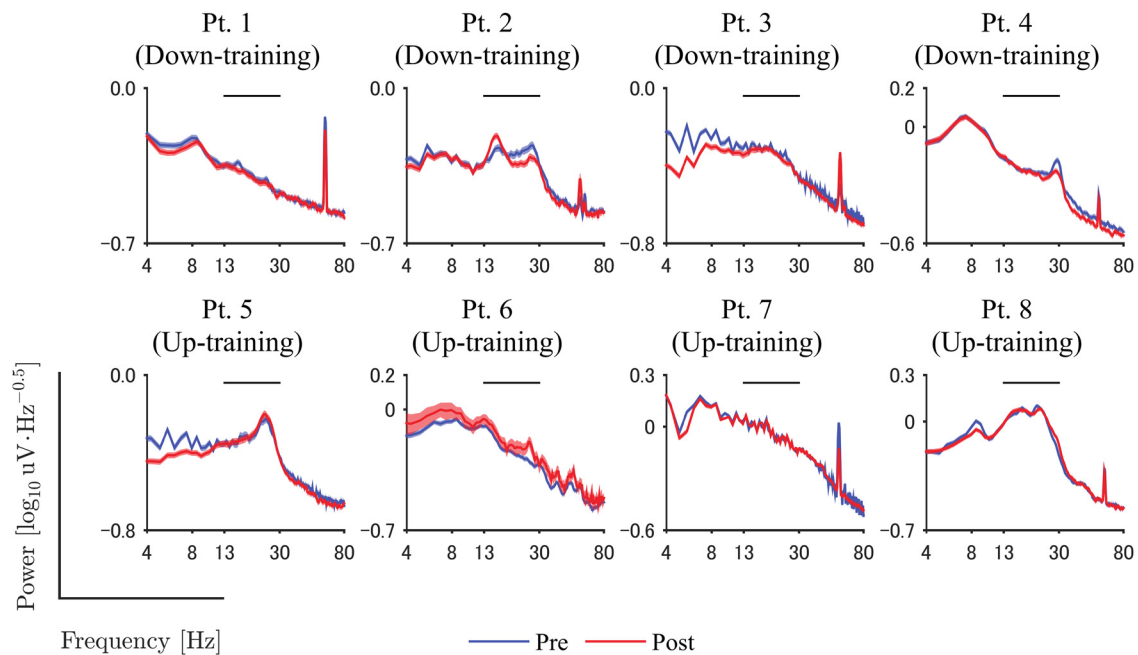 Pt. 1 Pt. 2 Pt. 3 Pt. 4
(Down-training) (Down-training) (Down-training) (Down-training)
0.0 0.0 0.0 0.2
0
−0.7 −0.7 −0.8 −0.6
4 8 13 30 80 4 8 13 30 80 4 8 13 30 80 4 8 13 30 80
Pt. 5 Pt. 6 Pt. 7 Pt. 8
(Up-training) (Up-training) (Up-training) (Up-training)
0.0 0.2 0.3 0.3
0 0 0
−0.8 −0.7 −0.6 −0.7
4 8 13 30 80 4 8 13 30 80 4 8 13 30 80 4 8 13 30 80
Power [log₁₀ uV·Hz⁻⁰·⁵]
Frequency [Hz]
Pre Post